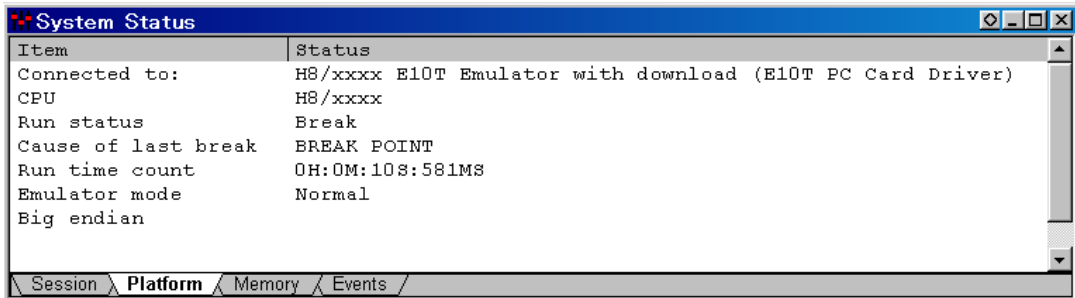 System Status
Item Status
Connected to: H8/xxxx E10T Emulator with download (E10T PC Card Driver)
CPU H8/xxxx
Run status Break
Cause of last break BREAK POINT
Run time count 0H:0M:10S:581MS
Emulator mode Normal
Big endian
Session Platform Memory Events